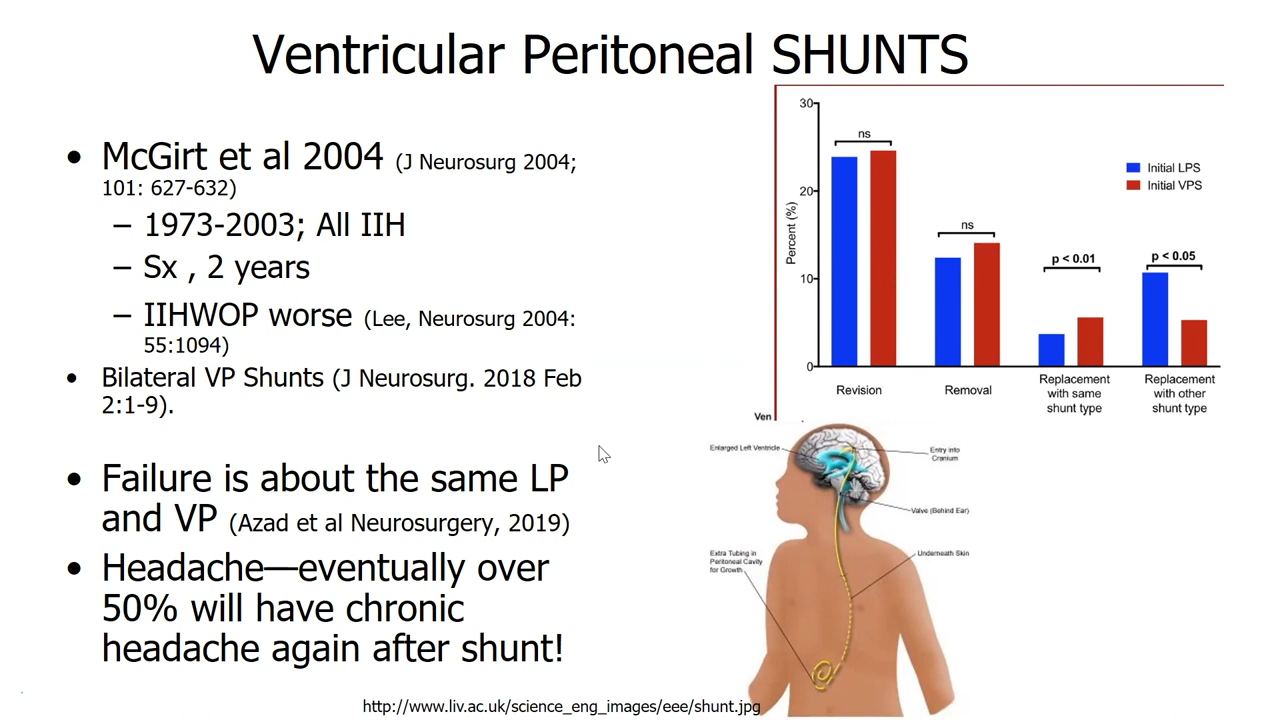 Ventricular Peritoneal SHUNTS
• McGirt et al 2004 (J Neurosurg 2004;
101: 627-632)
– 1973-2003; All IIH
– Sx , 2 years
– IIHWOP worse (Lee, Neurosurg 2004:
55:1094)
• Bilateral VP Shunts (J Neurosurg. 2018 Feb
2:1-9).
• Failure is about the same LP
and VP (Azad et al Neurosurgery, 2019)
• Headache—eventually over
50% will have chronic
headache again after shunt!
http://www.liv.ac.uk/science_eng_images/eee/shunt.jpg
30
20
10
0
Percent (%)
ns
ns
p < 0.01
p < 0.05
Initial LPS
Initial VPS
Revision
Removal
Replacement
with same
shunt type
Replacement
with other
shunt type
Ven
Enlarged Left Ventricle
Entry into
Cranium
Valve (Behind Ear)
Extra Tubing in
Peritoneal Cavity
for Growth
Underneath Skin